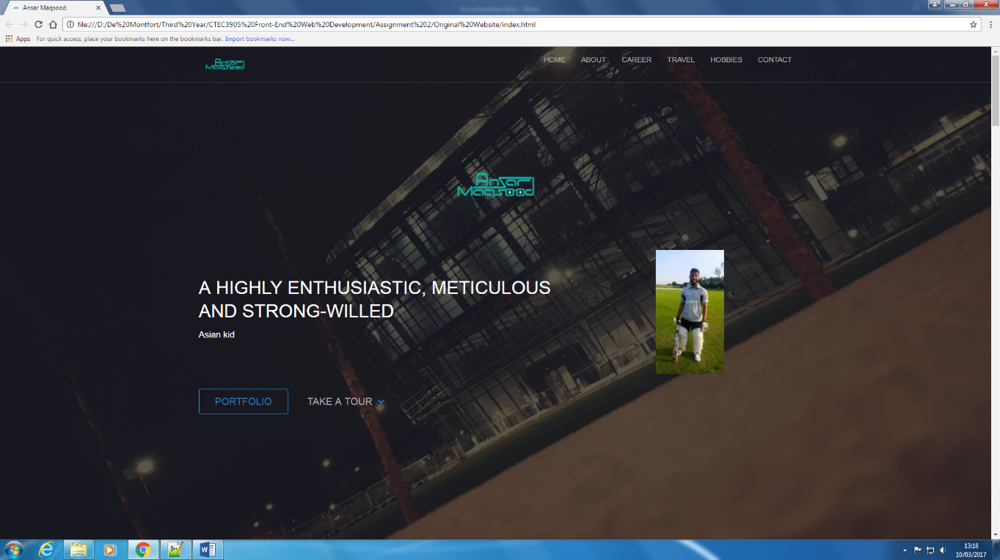 Ansar Maqsood
file:///D:/De%20Montfort/Third%20Year/CTEC3905%20Front-End%20Web%20Development/Assignment%202/Original%20Website/index.html
Apps For quick access, place your bookmarks here on the bookmarks bar. Import bookmarks now...
Ansar
Maqsood
HOME ABOUT CAREER TRAVEL HOBBIES CONTACT
Ansar
Maqsood
A HIGHLY ENTHUSIASTIC, METICULOUS
AND STRONG-WILLED
Asian kid
PORTFOLIO TAKE A TOUR
13:18
10/03/2017